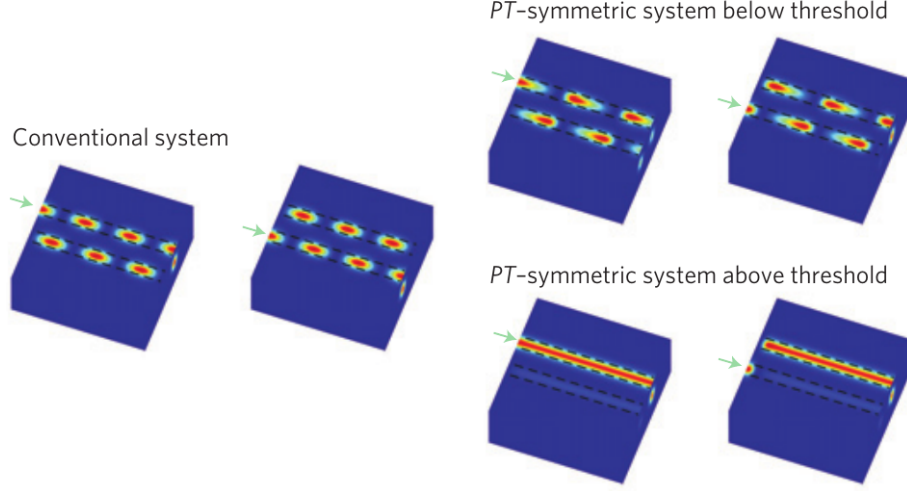 PT–symmetric system below threshold
Conventional system
PT–symmetric system above threshold